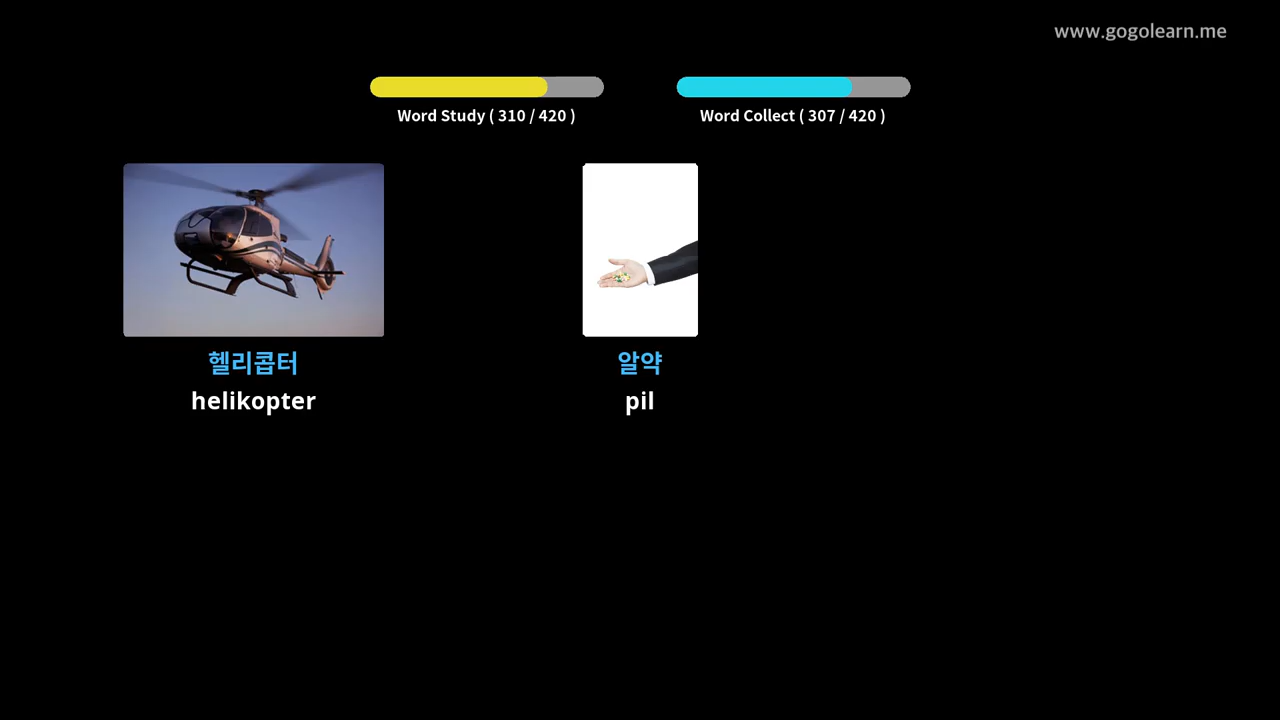 www.gogolearn.me
Word Study ( 310 / 420 )
Word Collect ( 307 / 420 )
헬리콥터
helikopter
알약
pil